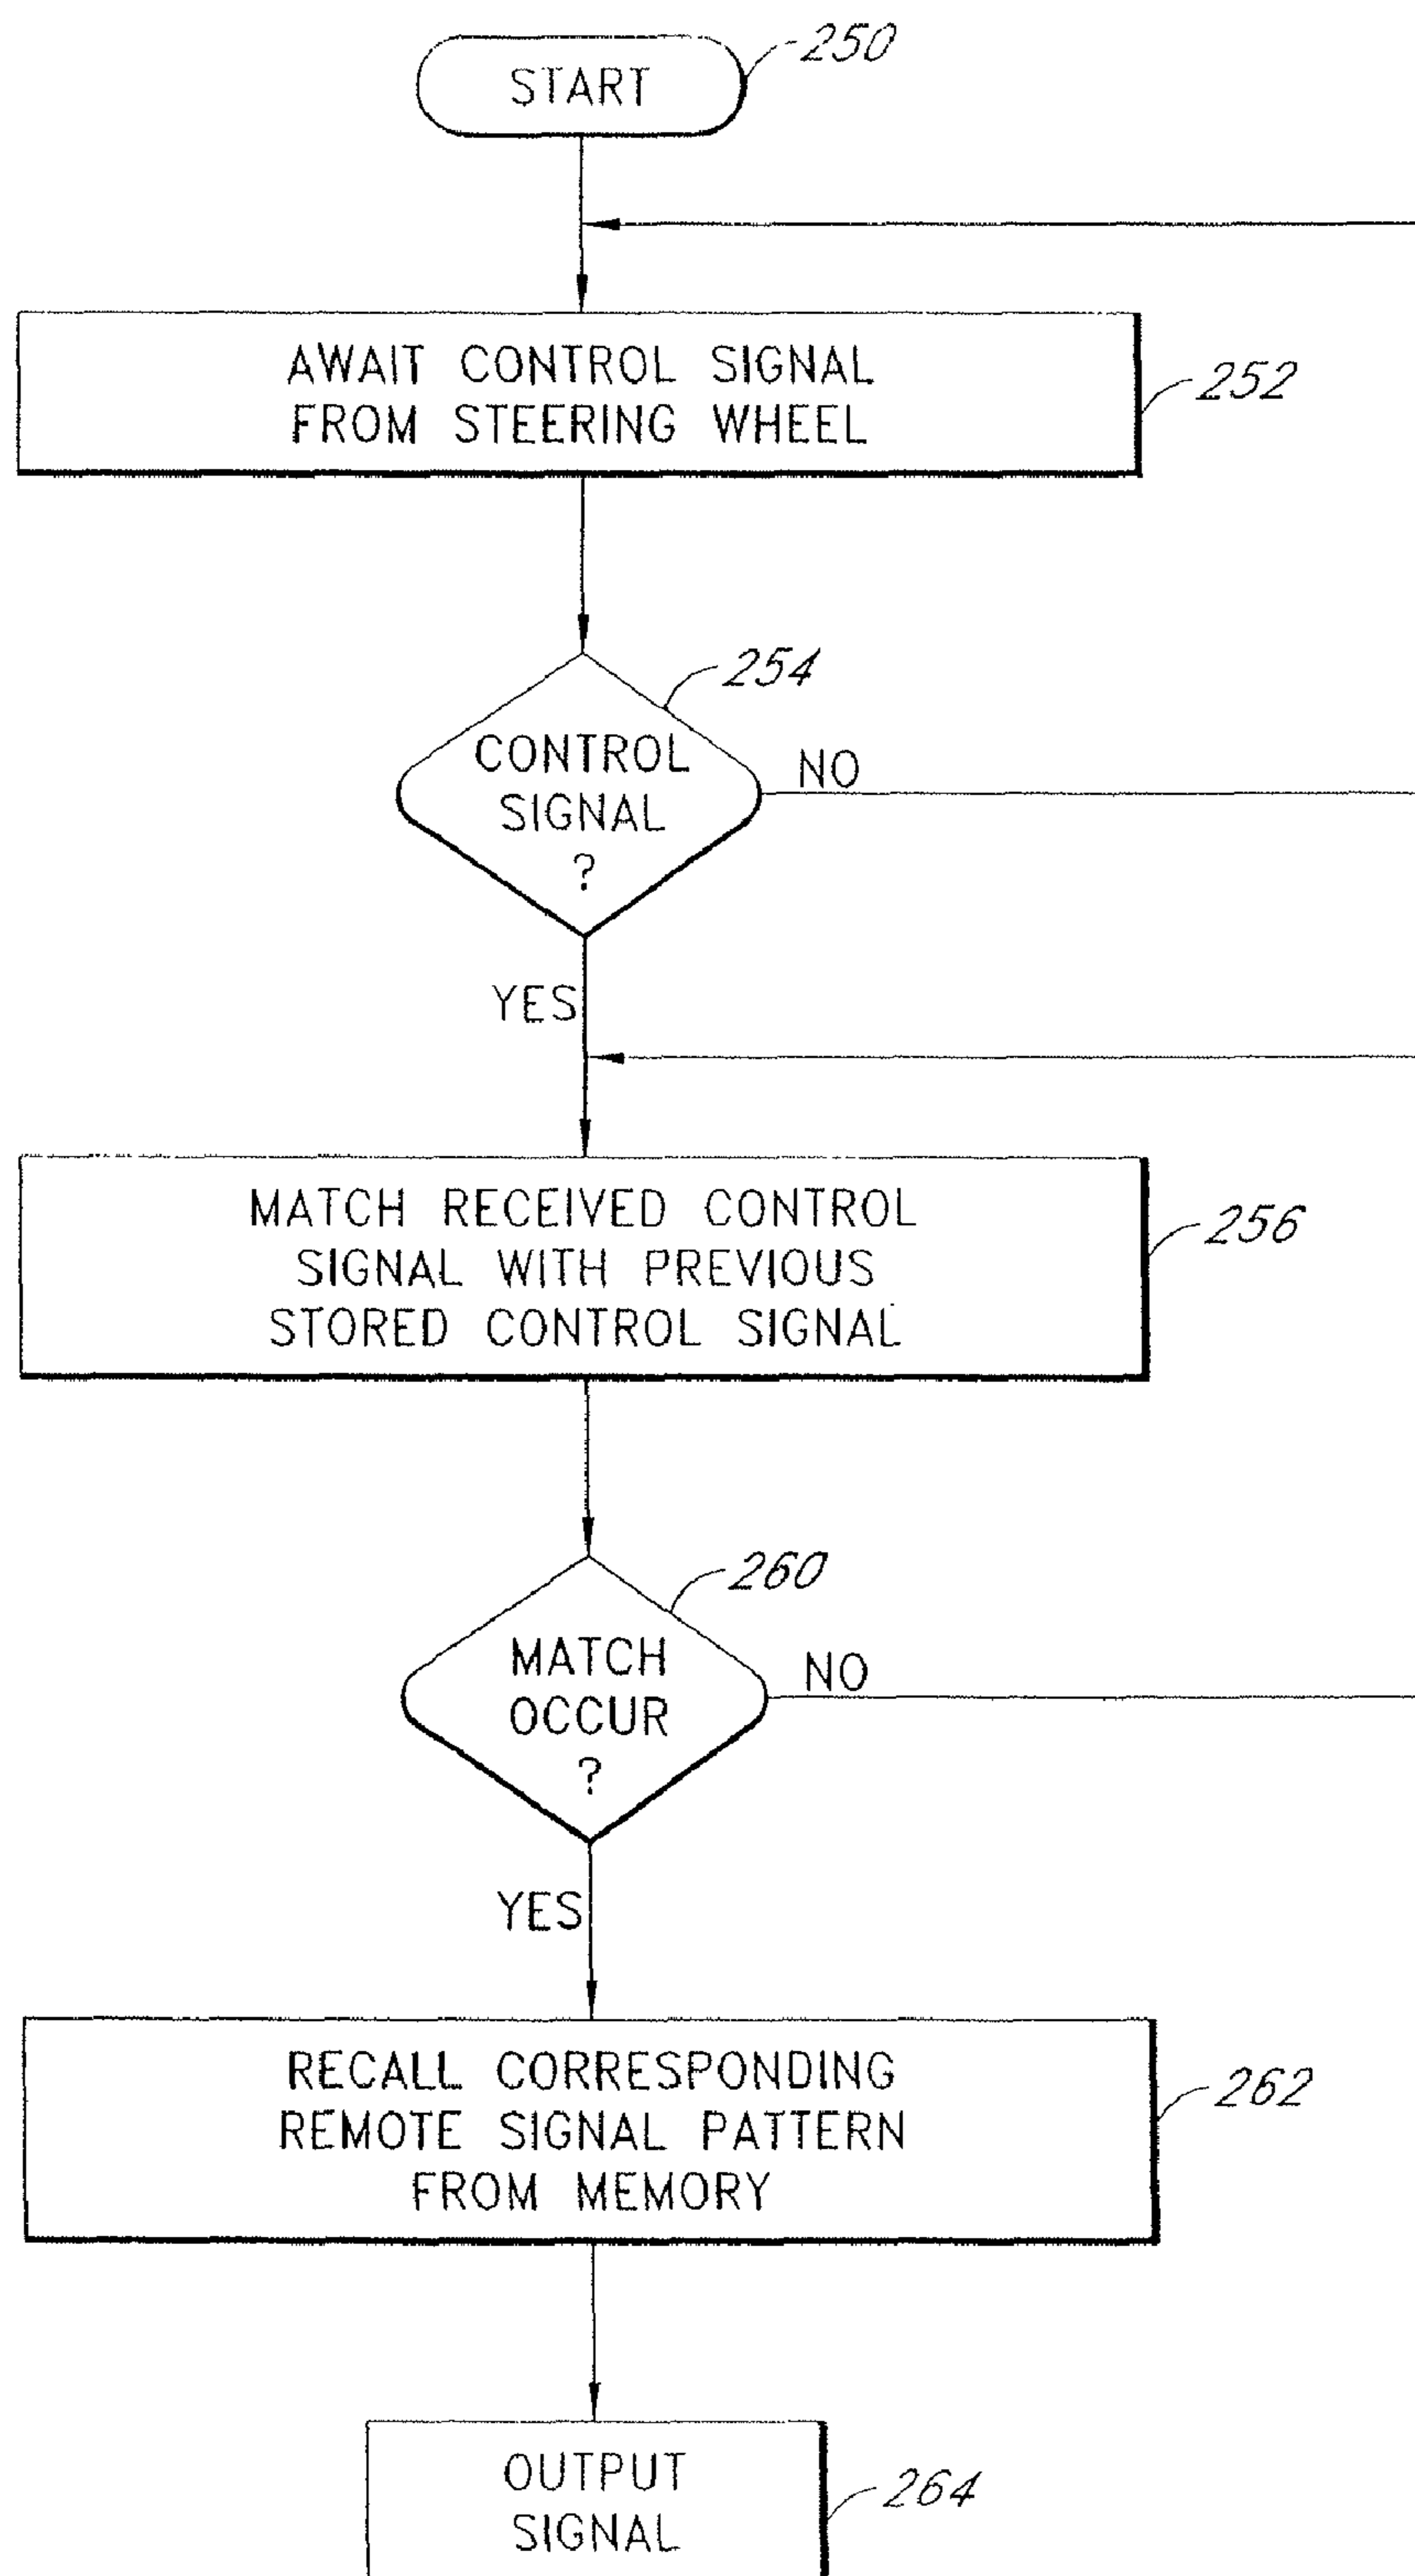 START
250
AWAIT CONTROL SIGNAL
FROM STEERING WHEEL
252
254
CONTROL
SIGNAL
?
NO
YES
MATCH RECEIVED CONTROL
SIGNAL WITH PREVIOUS
STORED CONTROL SIGNAL
256
260
MATCH
OCCUR
?
NO
YES
RECALL CORRESPONDING
REMOTE SIGNAL PATTERN
FROM MEMORY
262
OUTPUT
SIGNAL
264